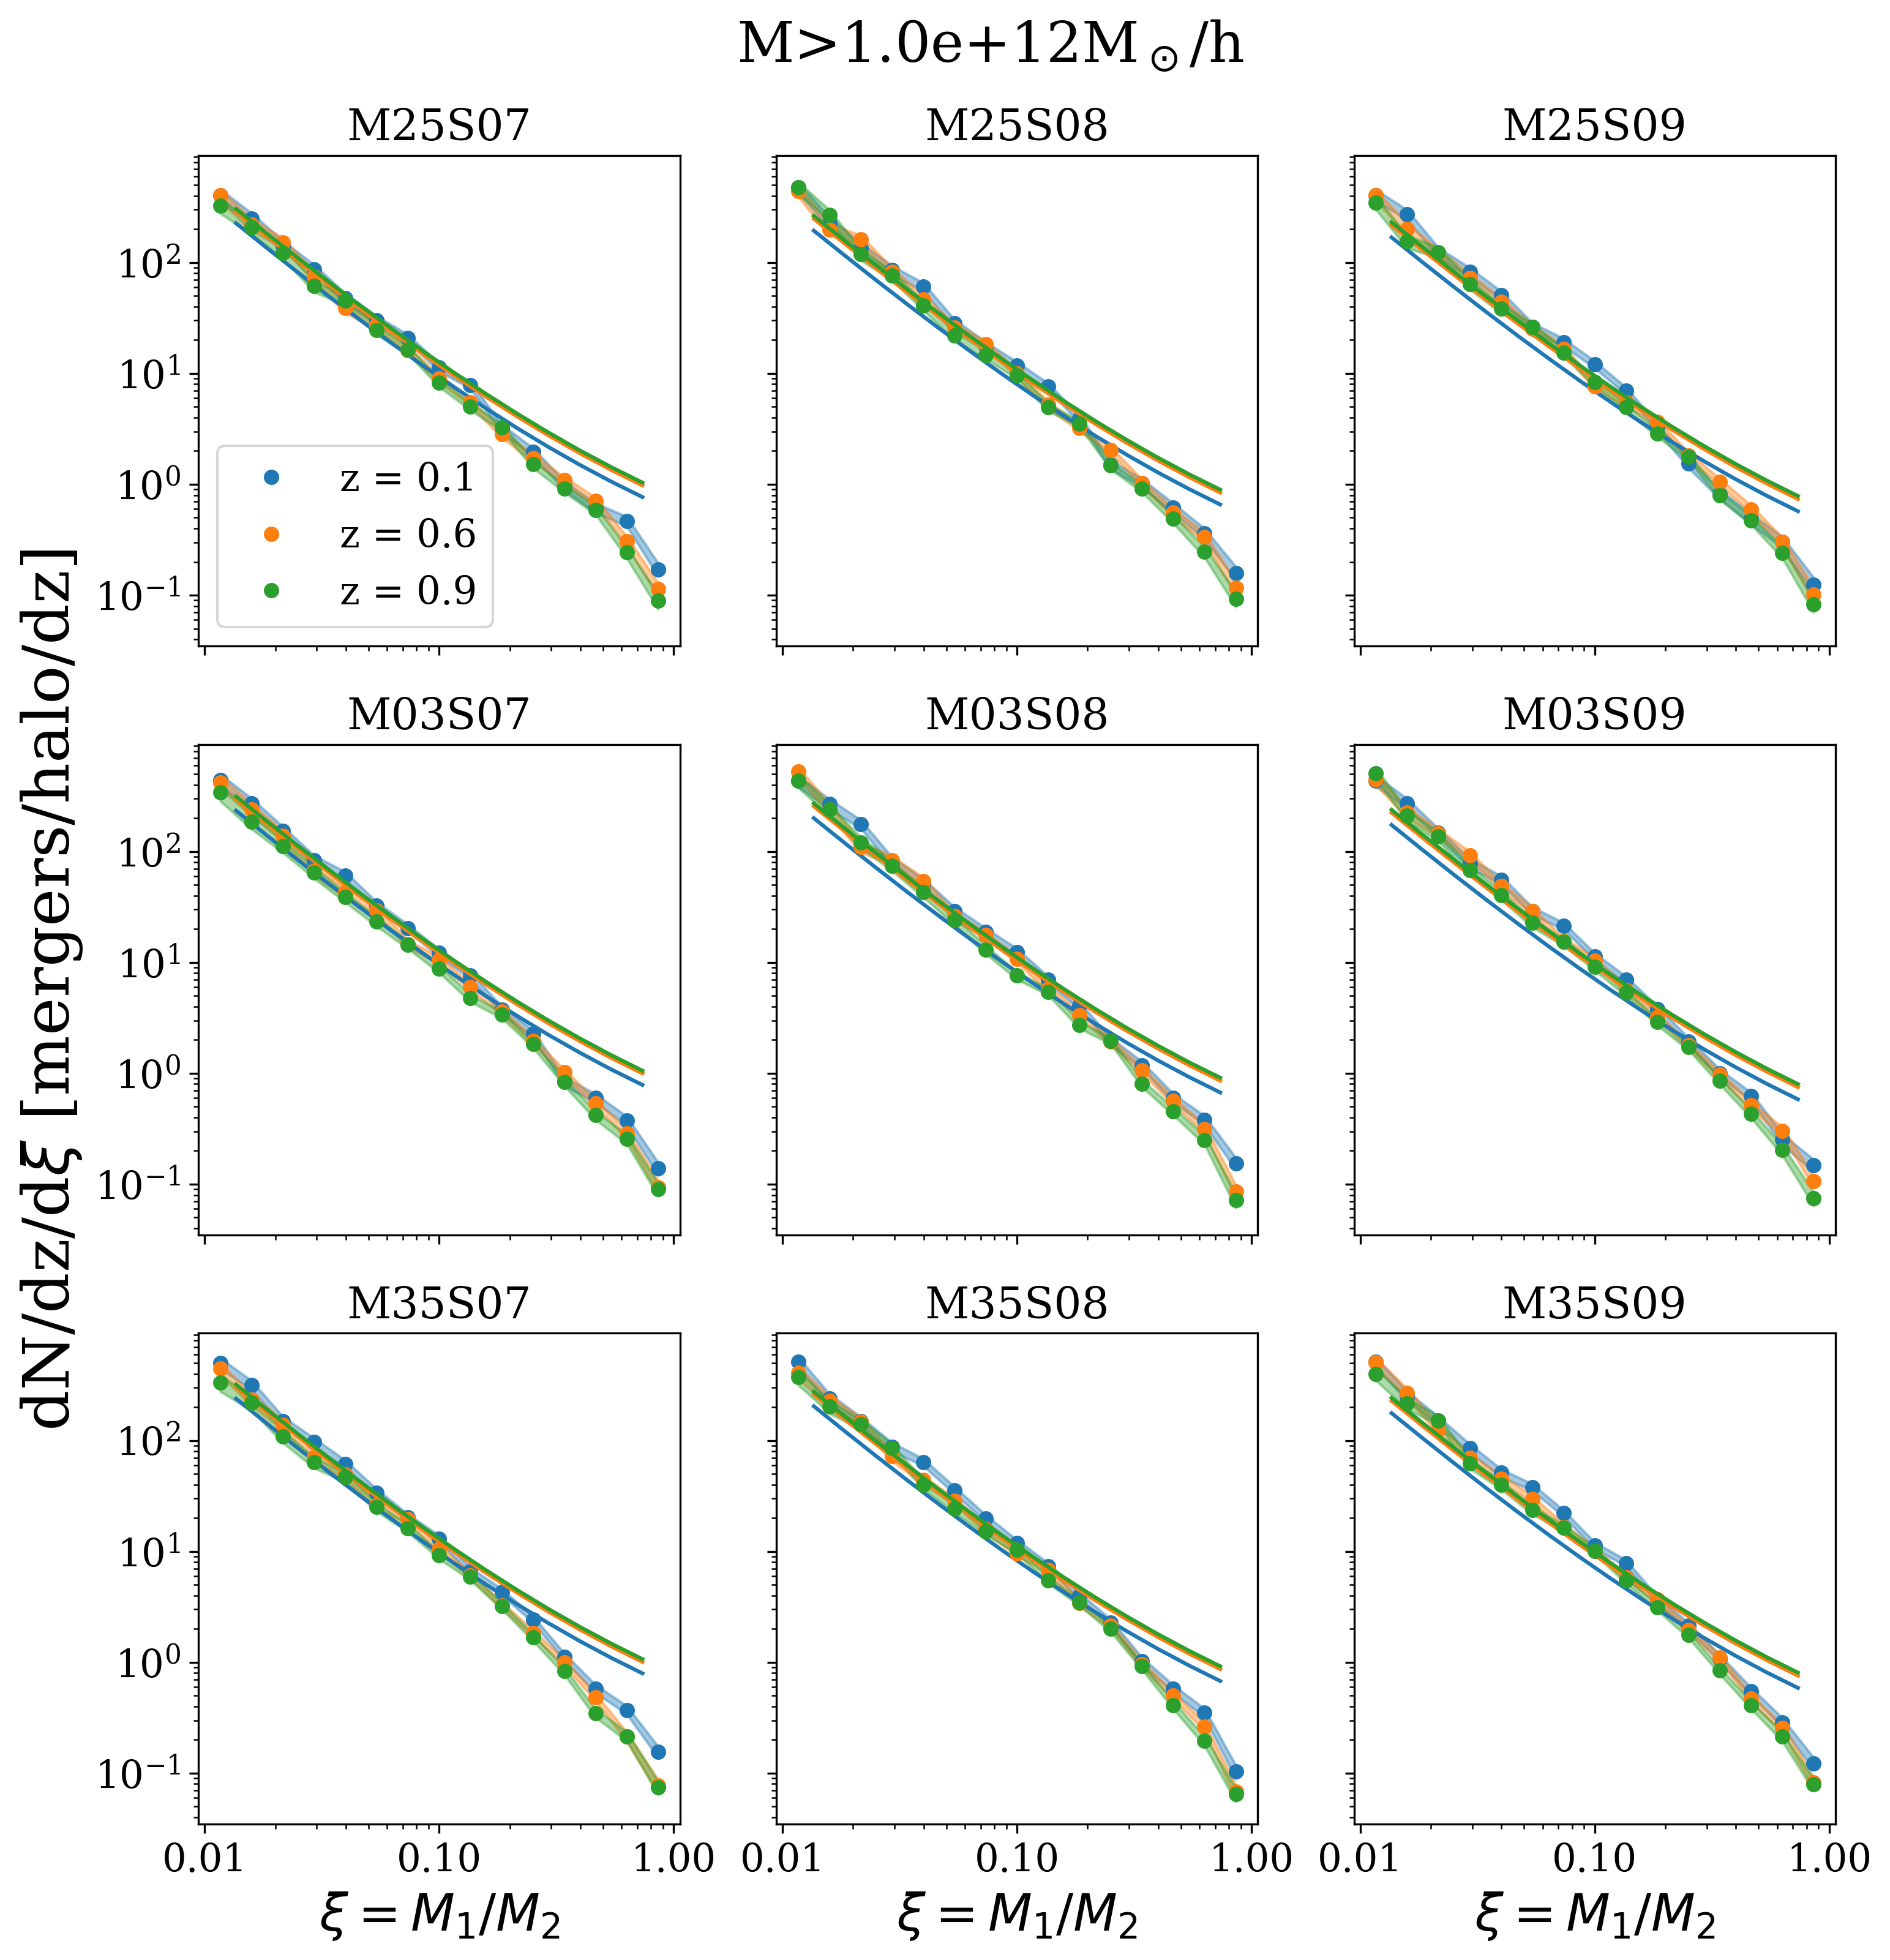 M>1.0e+12M⊙/h
M25S07 M25S08 M25S09
10² 10¹ 10⁰ 10⁻¹
z = 0.1
z = 0.6
z = 0.9
dN/dz/dξ [mergers/halo/dz]
M03S07 M03S08 M03S09
10² 10¹ 10⁰ 10⁻¹
M35S07 M35S08 M35S09
10² 10¹ 10⁰ 10⁻¹
0.01 0.10 1.00 0.01 0.10 1.00 0.01 0.10 1.00
ξ = M₁/M₂ ξ = M₁/M₂ ξ = M₁/M₂